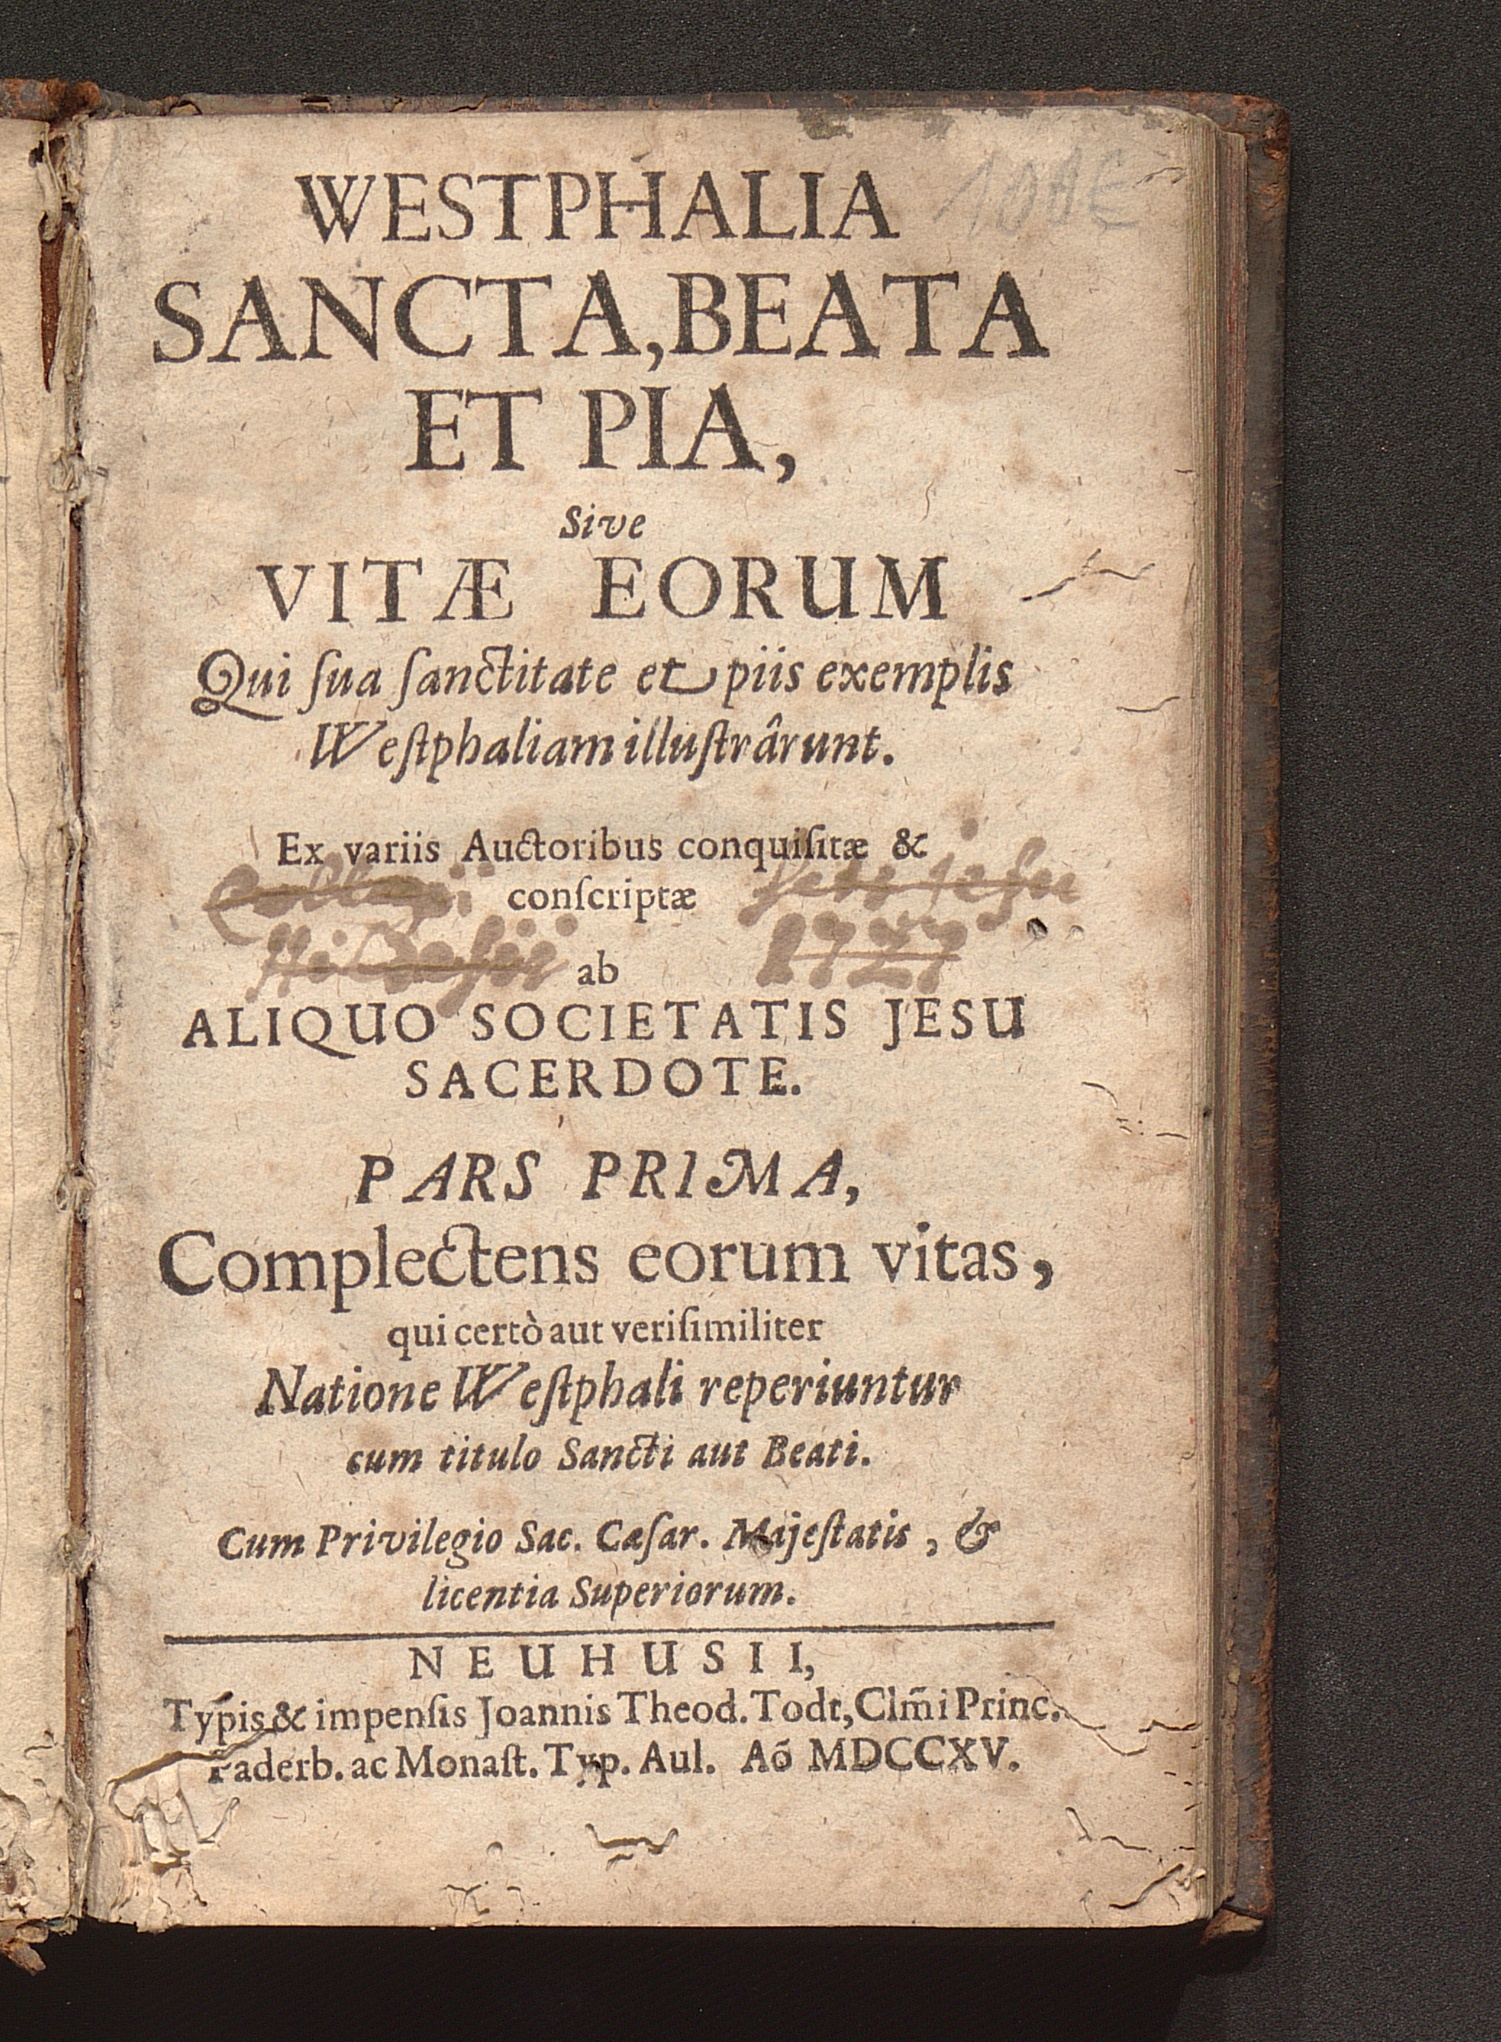 WESTPHALIA
SANCTA, BEATA
ET PIA,
Sive
VITÆ EORUM
Qui ſua ſanctitate et piis exemplis
Weſtphaliam illuſtrârunt.
Ex variis Auctoribus conquiſitæ &
conſcriptæ
ab
1727
ALIQUO SOCIETATIS JESU
SACERDOTE.
PARS PRIMA,
Complectens eorum vitas,
qui certò aut veriſimiliter
Natione Weſtphali reperiuntur
cum titulo Sancti aut Beati.
Cum Privilegio Sac. Cæſar. Majeſtatis, &
licentia Superiorum.
NEUHUSII,
Typis & impenſis Joannis Theod. Todt, Clm̃i Princ.
Paderb. ac Monaſt. Typ. Aul. Aõ MDCCXV.